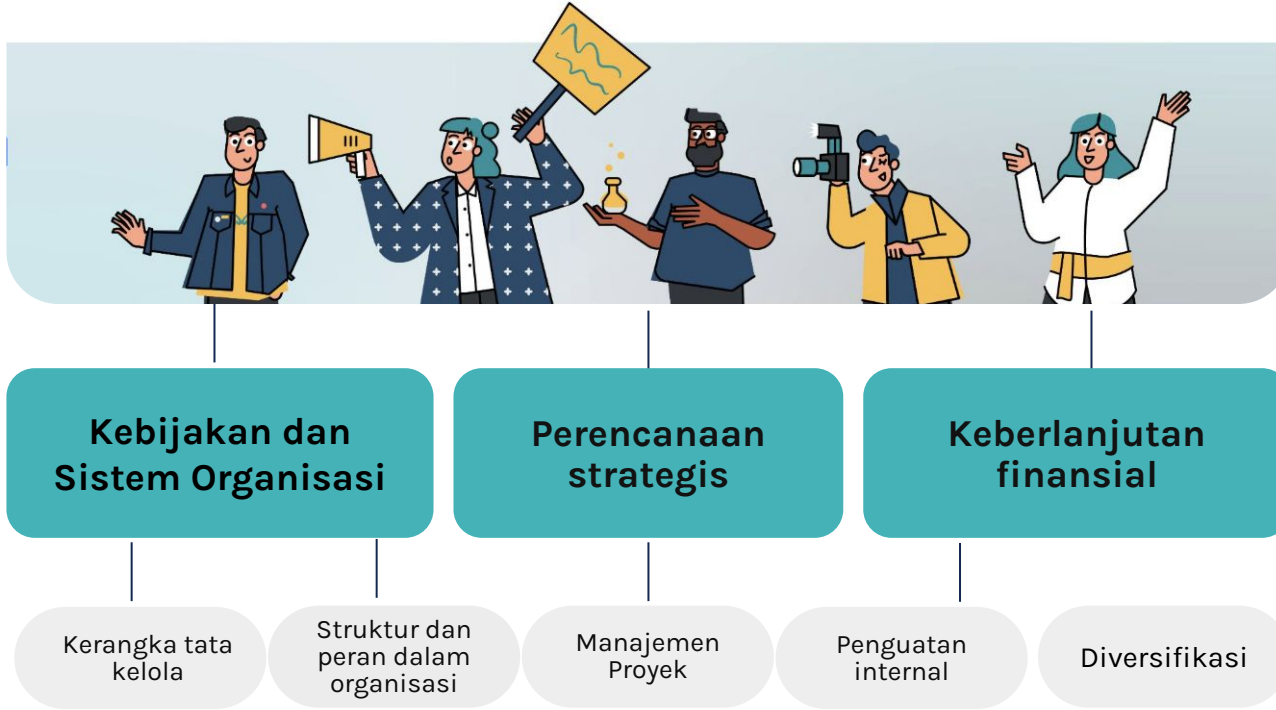 Kebijakan dan
Sistem Organisasi
Perencanaan
strategis
Keberlanjutan
finansial
Kerangka tata
kelola
Struktur dan
peran dalam
organisasi
Manajemen
Proyek
Penguatan
internal
Diversifikasi